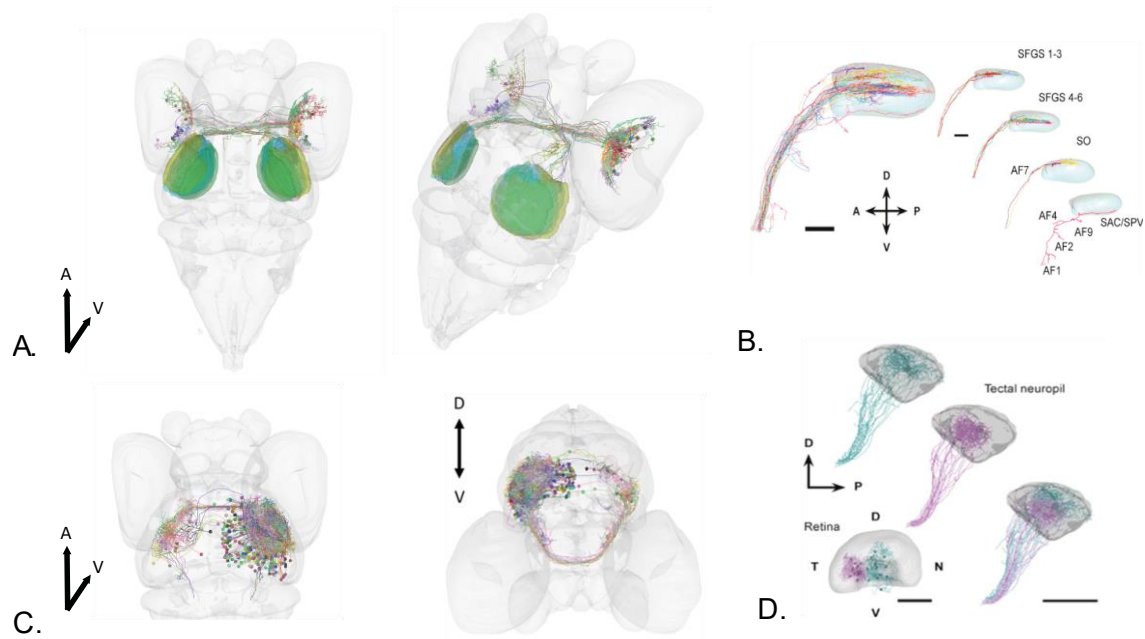 A
V
A.
SFGS 1-3
SFGS 4-6
SO
AF7
D
A
P
V
AF4
SAC/SPV
AF9
AF2
AF1
B.
D
V
A
V
C.
Tectal neuropil
D
P
Retina
D
T
N
V
D.